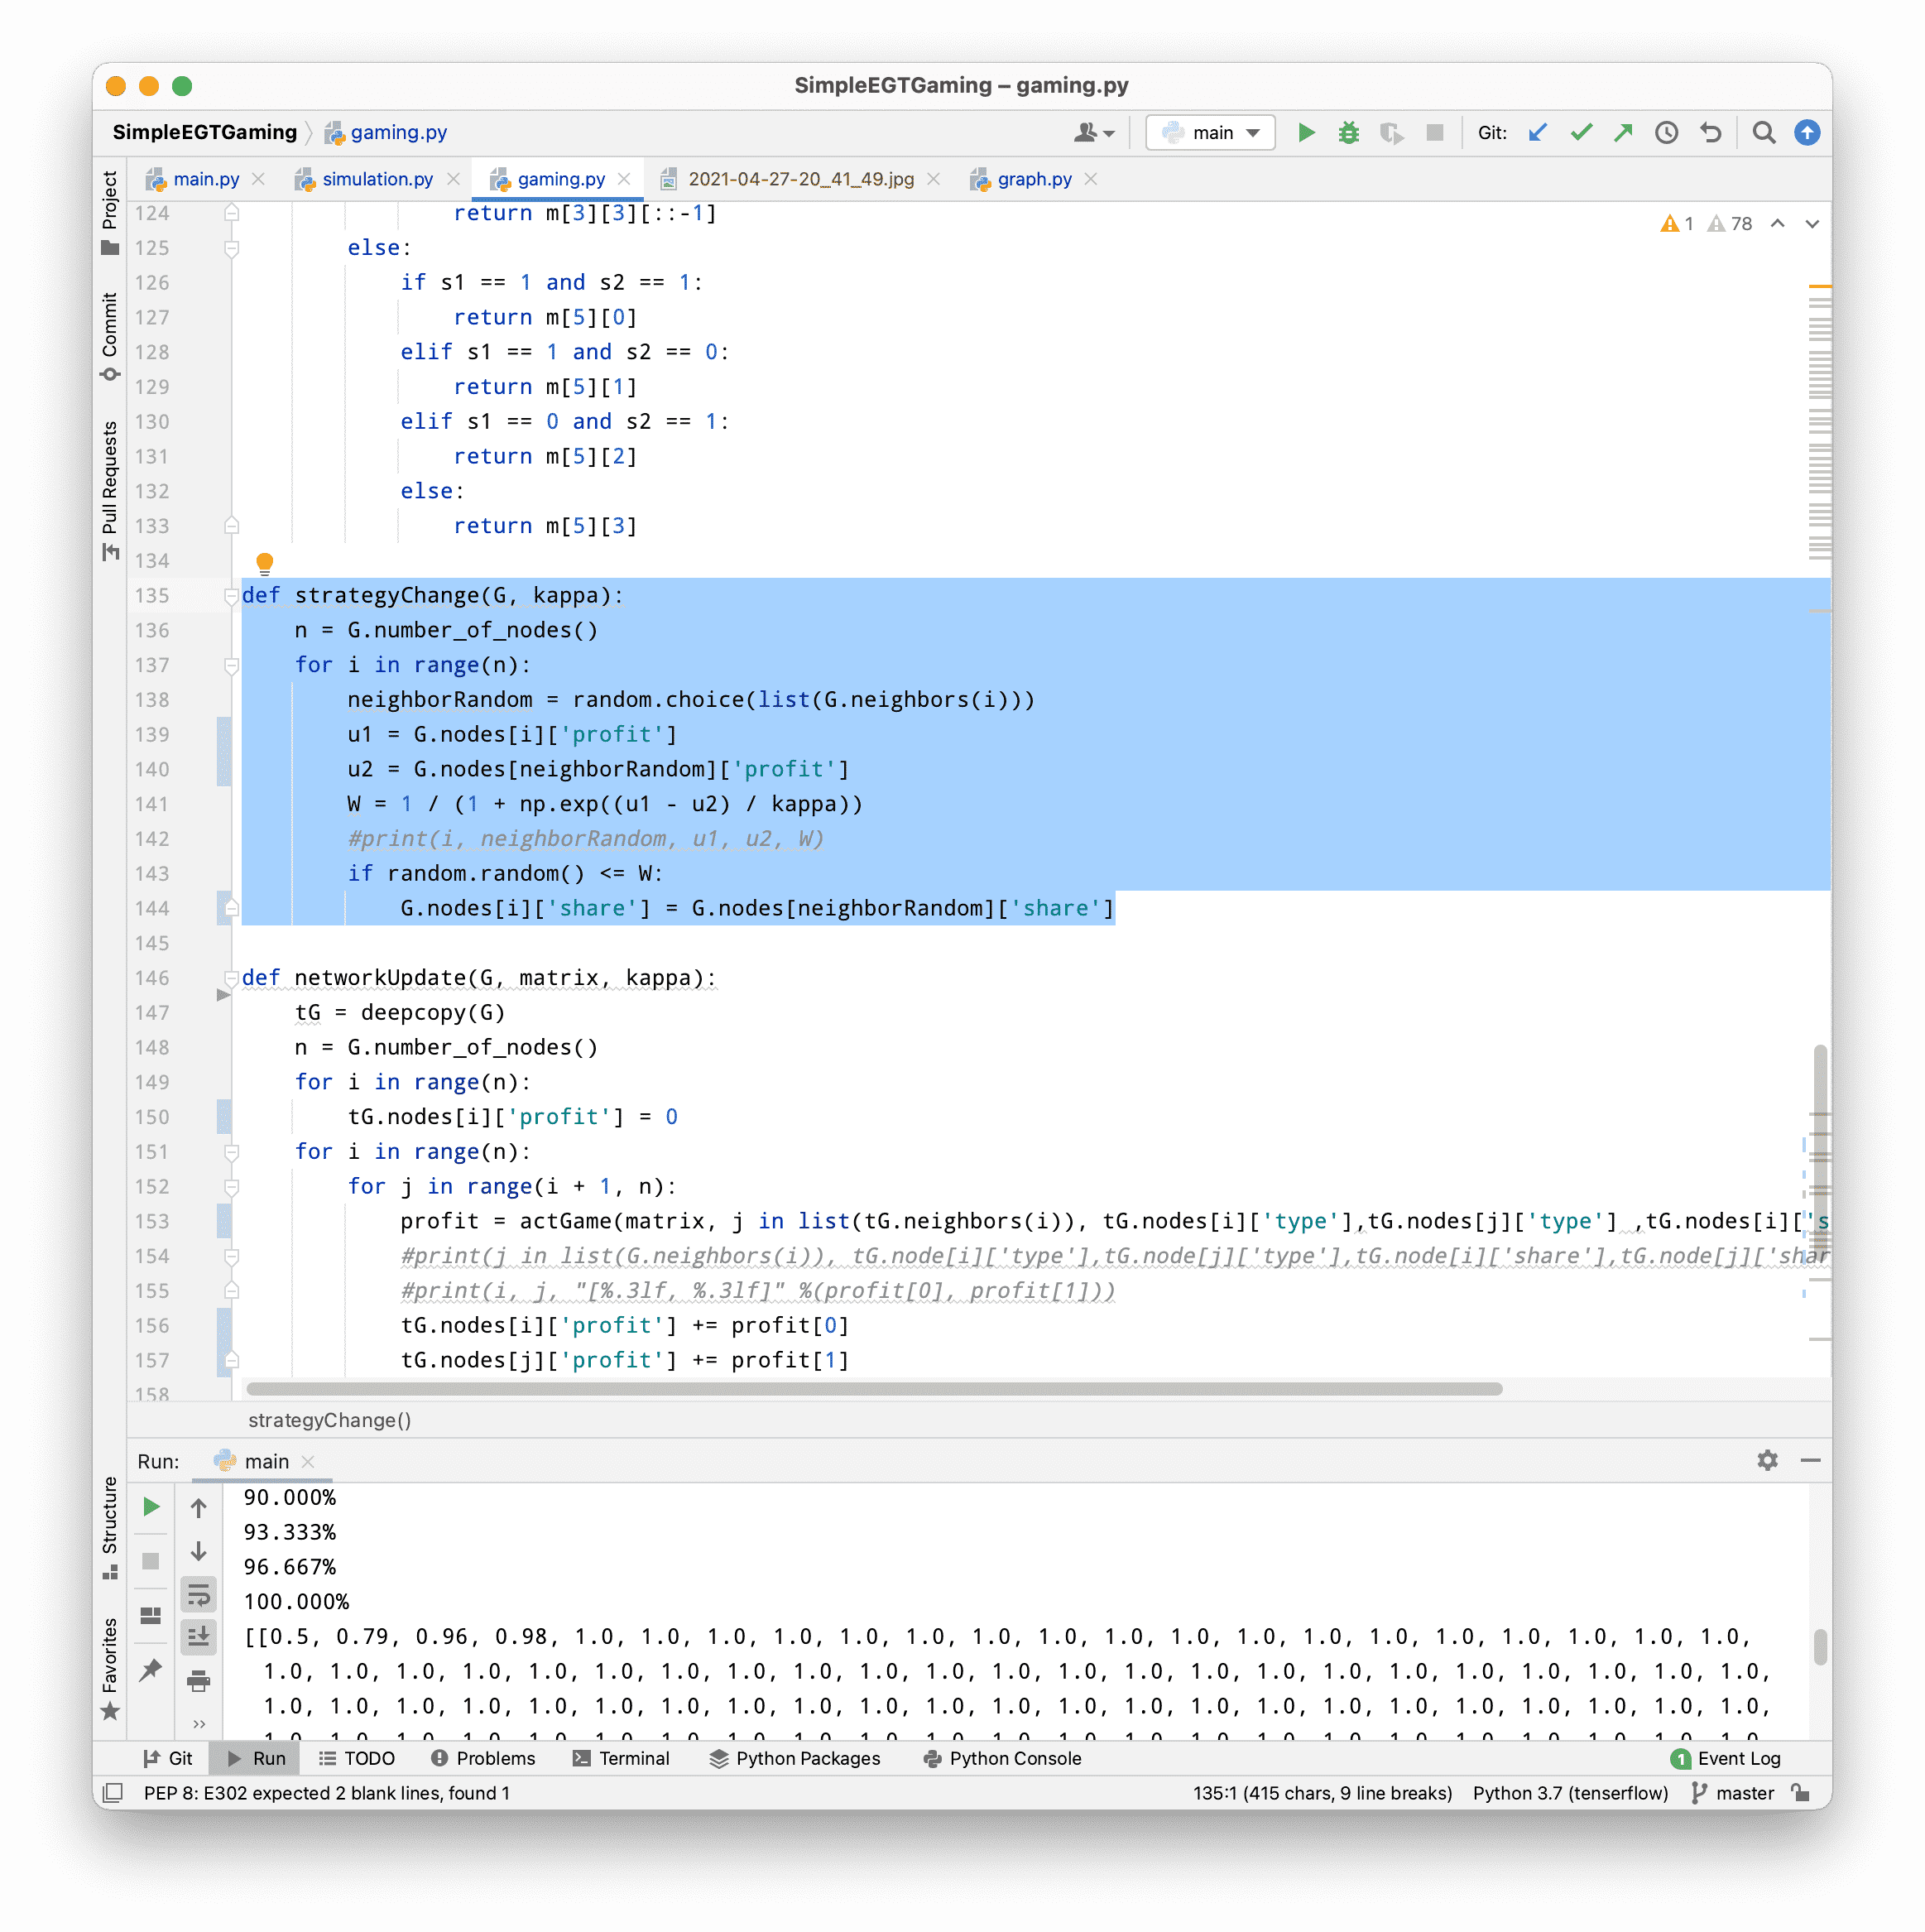 SimpleEGTGaming – gaming.py
SimpleEGTGaming gaming.py main Git:
main.py simulation.py gaming.py 2021-04-27-20_41_49.jpg graph.py
Project
Commit
Pull Requests
Structure
Favorites
1 78
124 return m[3][3][::-1]
125 else:
126 if s1 == 1 and s2 == 1:
127 return m[5][0]
128 elif s1 == 1 and s2 == 0:
129 return m[5][1]
130 elif s1 == 0 and s2 == 1:
131 return m[5][2]
132 else:
133 return m[5][3]
134
135 def strategyChange(G, kappa):
136 n = G.number_of_nodes()
137 for i in range(n):
138 neighborRandom = random.choice(list(G.neighbors(i)))
139 u1 = G.nodes[i]['profit']
140 u2 = G.nodes[neighborRandom]['profit']
141 W = 1 / (1 + np.exp((u1 - u2) / kappa))
142 #print(i, neighborRandom, u1, u2, W)
143 if random.random() <= W:
144 G.nodes[i]['share'] = G.nodes[neighborRandom]['share']
145
146 def networkUpdate(G, matrix, kappa):
147 tG = deepcopy(G)
148 n = G.number_of_nodes()
149 for i in range(n):
150 tG.nodes[i]['profit'] = 0
151 for i in range(n):
152 for j in range(i + 1, n):
153 profit = actGame(matrix, j in list(tG.neighbors(i)), tG.nodes[i]['type'],tG.nodes[j]['type'] ,tG.nodes[i]['s
154 #print(j in list(G.neighbors(i)), tG.node[i]['type'],tG.node[j]['type'],tG.node[i]['share'],tG.node[j]['shar
155 #print(i, j, "[%.3lf, %.3lf]" %(profit[0], profit[1]))
156 tG.nodes[i]['profit'] += profit[0]
157 tG.nodes[j]['profit'] += profit[1]
158
strategyChange()
Run: main
90.000%
93.333%
96.667%
100.000%
[[0.5, 0.79, 0.96, 0.98, 1.0, 1.0, 1.0, 1.0, 1.0, 1.0, 1.0, 1.0, 1.0, 1.0, 1.0, 1.0, 1.0, 1.0, 1.0, 1.0, 1.0, 1.0,
1.0, 1.0, 1.0, 1.0, 1.0, 1.0, 1.0, 1.0, 1.0, 1.0, 1.0, 1.0, 1.0, 1.0, 1.0, 1.0, 1.0, 1.0, 1.0, 1.0, 1.0, 1.0, 1.0,
1.0, 1.0, 1.0, 1.0, 1.0, 1.0, 1.0, 1.0, 1.0, 1.0, 1.0, 1.0, 1.0, 1.0, 1.0, 1.0, 1.0, 1.0, 1.0, 1.0, 1.0, 1.0, 1.0,
Git Run TODO Problems Terminal Python Packages Python Console 1 Event Log
PEP 8: E302 expected 2 blank lines, found 1 135:1 (415 chars, 9 line breaks) Python 3.7 (tenserflow) master